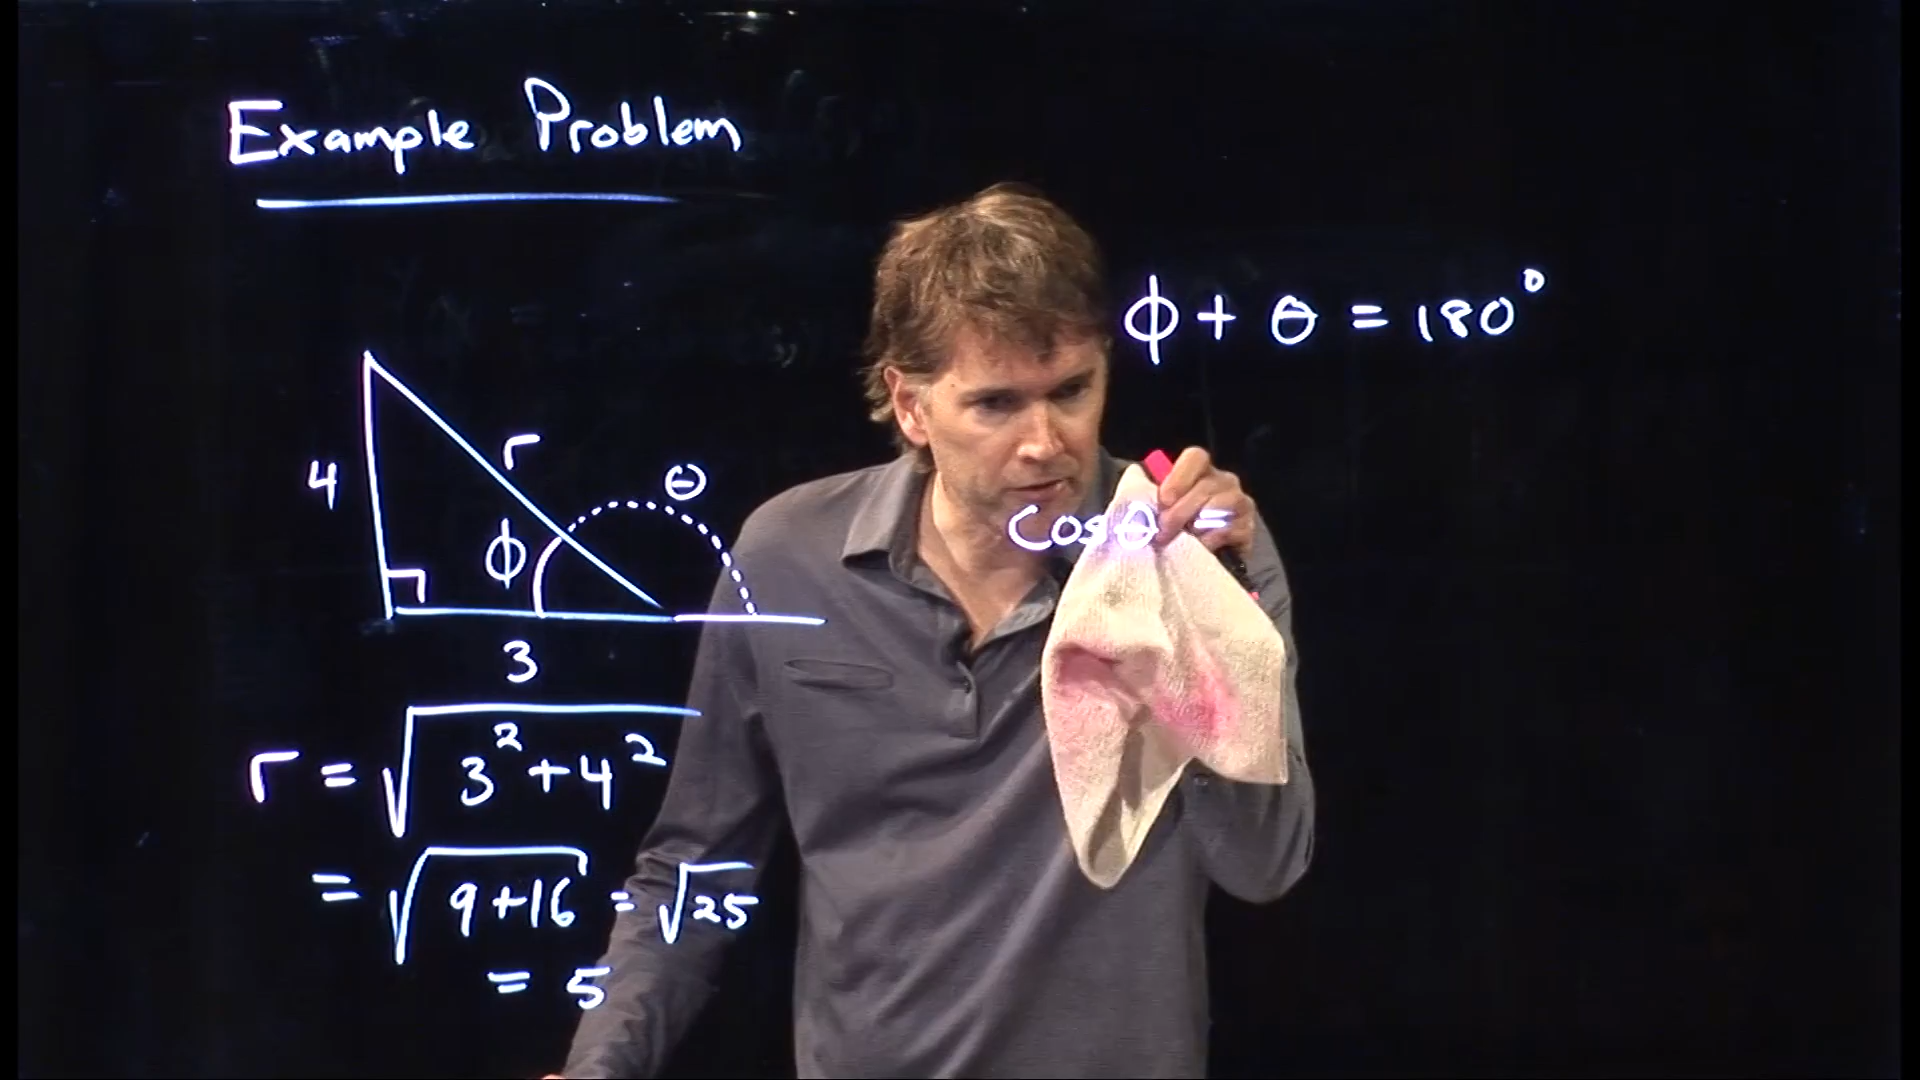 Example Problem
ϕ + θ = 180°
4
r
θ
ϕ
3
cosθ =
r = √(3² + 4²)
= √(9+16) = √25
= 5